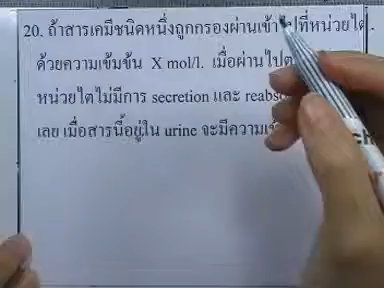 20. ถ้าสารเคมีชนิดหนึ่งถูกกรองผ่านเข้าไปที่หน่วยไต
ด้วยความเข้มข้น X mol/l. เมื่อผ่านไป
หน่วยไตไม่มีการ secretion และ
เลย เมื่อสารนี้อยู่ใน urine จะมีความ